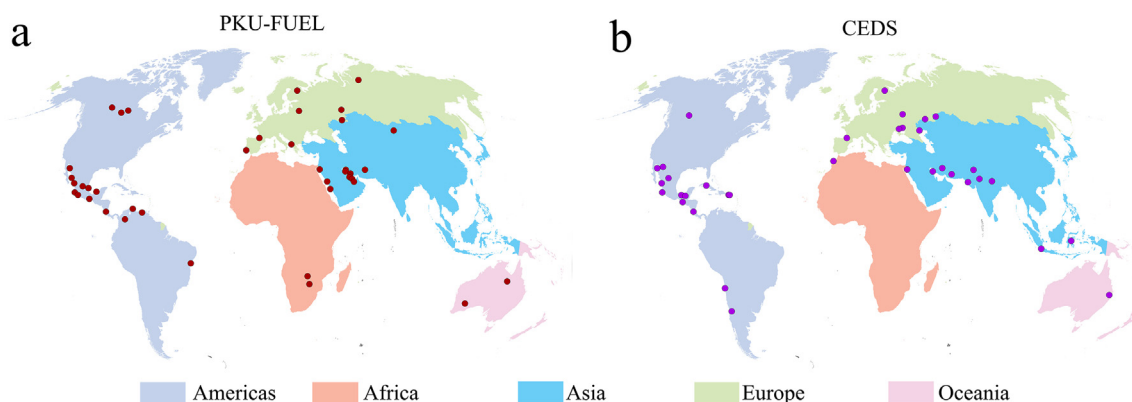 a
PKU-FUEL
b
CEDS
Americas
Africa
Asia
Europe
Oceania